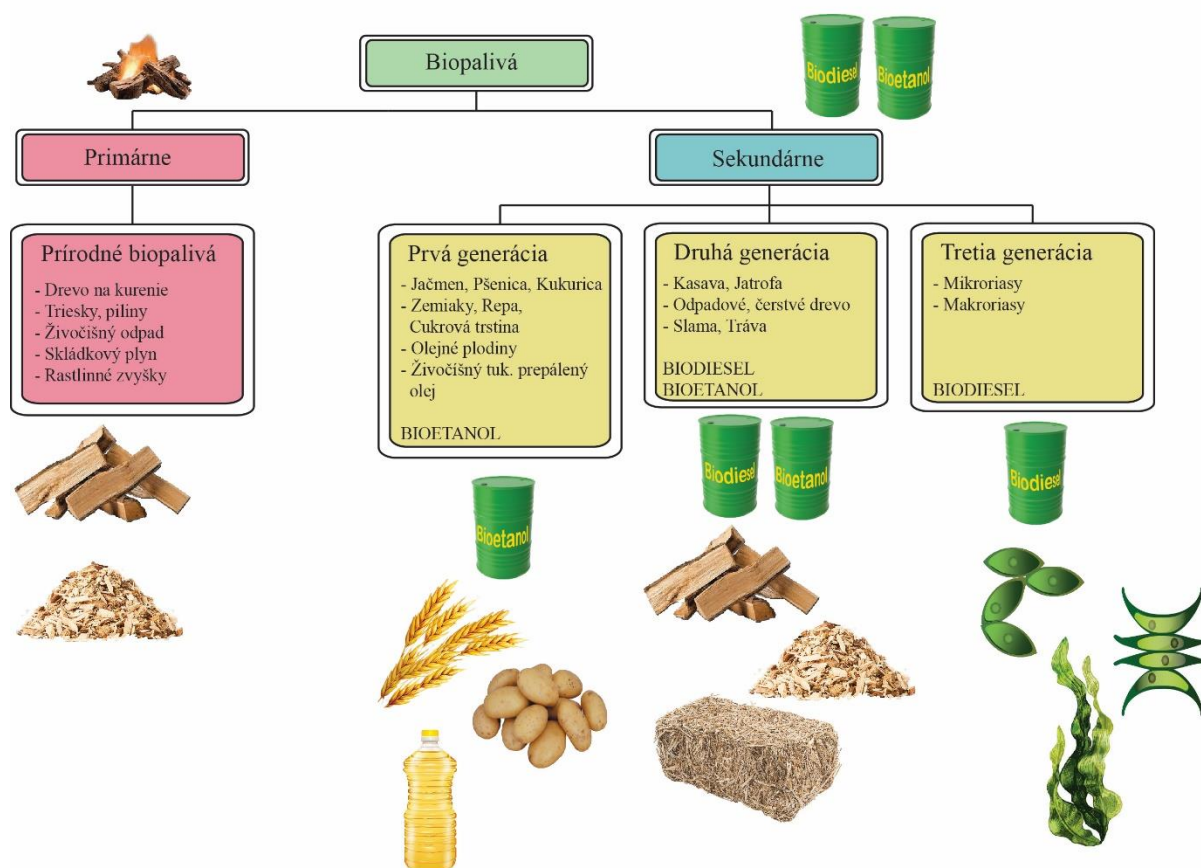 Biopalivá
Biodiesel
Bioetanol
Primárne
Sekundárne
Prírodné biopalivá
- Drevo na kurenie
- Triesky, piliny
- Živočišný odpad
- Skládkový plyn
- Rastlinné zvyšky
Prvá generácia
- Jačmen, Pšenica, Kukurica
- Zemiaky, Repa,
Cukrová trstina
- Olejné plodiny
- Živočíšný tuk. prepálený
olej
BIOETANOL
Druhá generácia
- Kasava, Jatrofa
- Odpadové, čerstvé drevo
- Slama, Tráva
BIODIESEL
BIOETANOL
Tretia generácia
- Mikroriasy
- Makroriasy
BIODIESEL
Bioetanol
Biodiesel
Bioetanol
Biodiesel